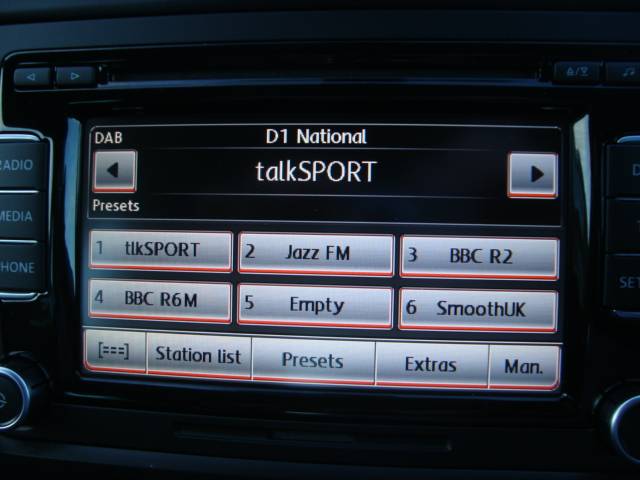 DAB
D1 National
talkSPORT
Presets
RADIO
MEDIA
PHONE
1 tlkSPORT
2 Jazz FM
3 BBC R2
4 BBC R6M
5 Empty
6 SmoothUK
[===]
Station list
Presets
Extras
Man.